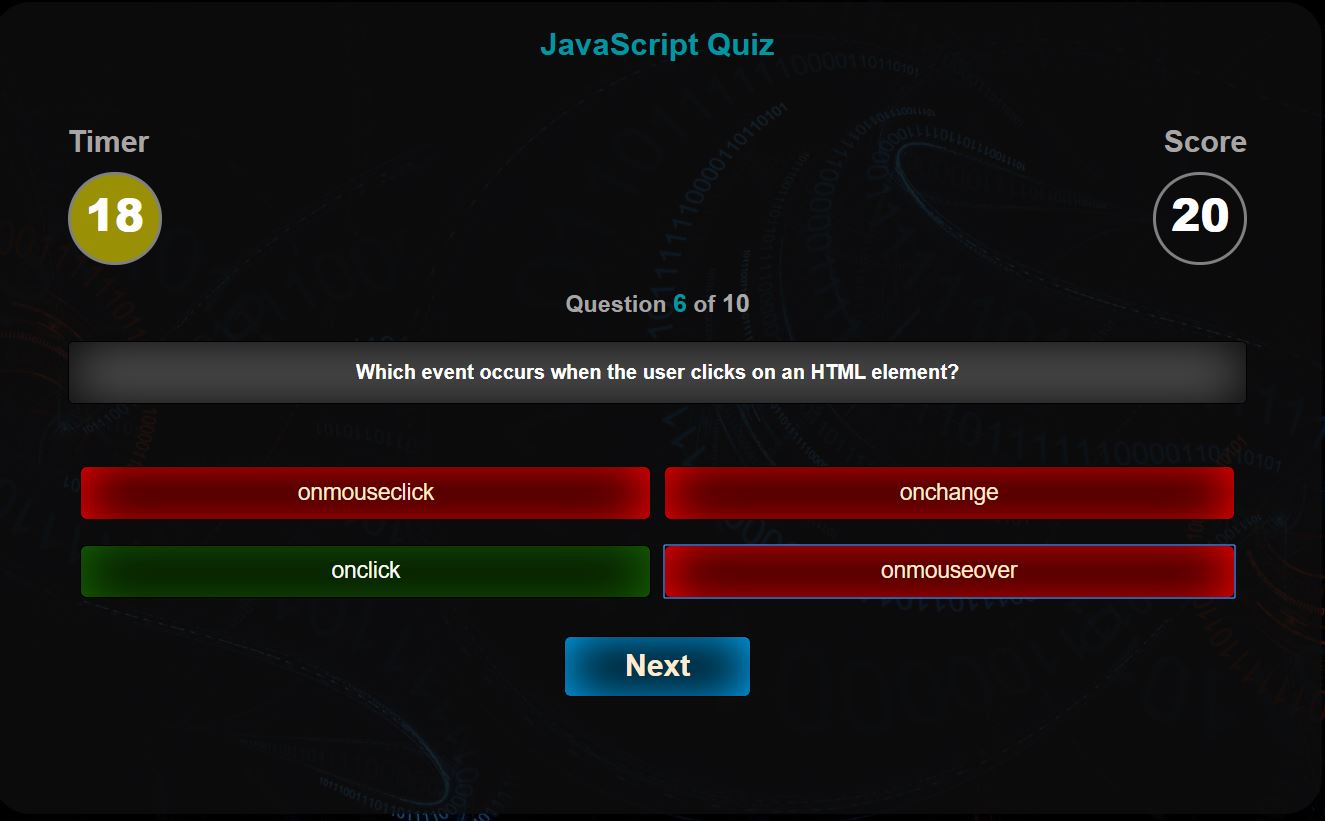 JavaScript Quiz
Timer
Score
18
20
Question 6 of 10
Which event occurs when the user clicks on an HTML element?
onmouseclick
onchange
onclick
onmouseover
Next